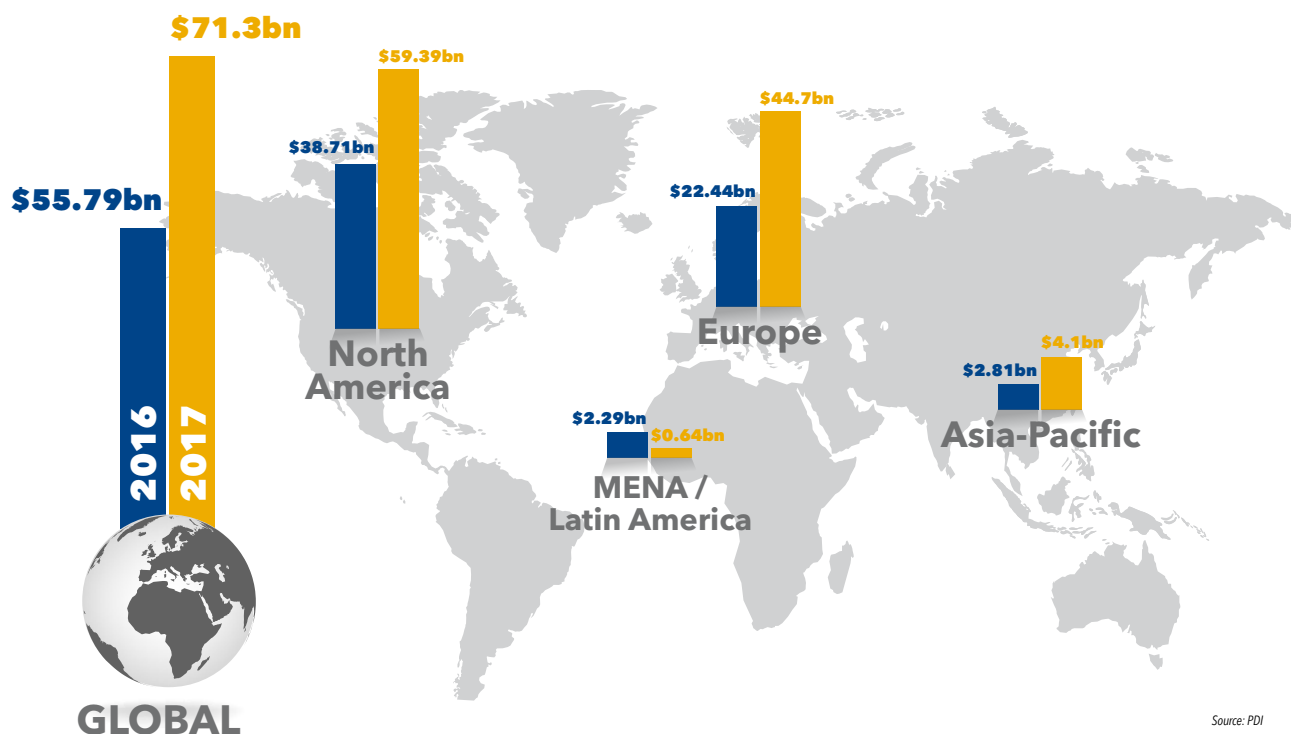 $71.3bn
$55.79bn
2016
2017
GLOBAL
$59.39bn
$38.71bn
North
America
$44.7bn
$22.44bn
Europe
$2.29bn
$0.64bn
MENA /
Latin America
$4.1bn
$2.81bn
Asia-Pacific
Source: PDI